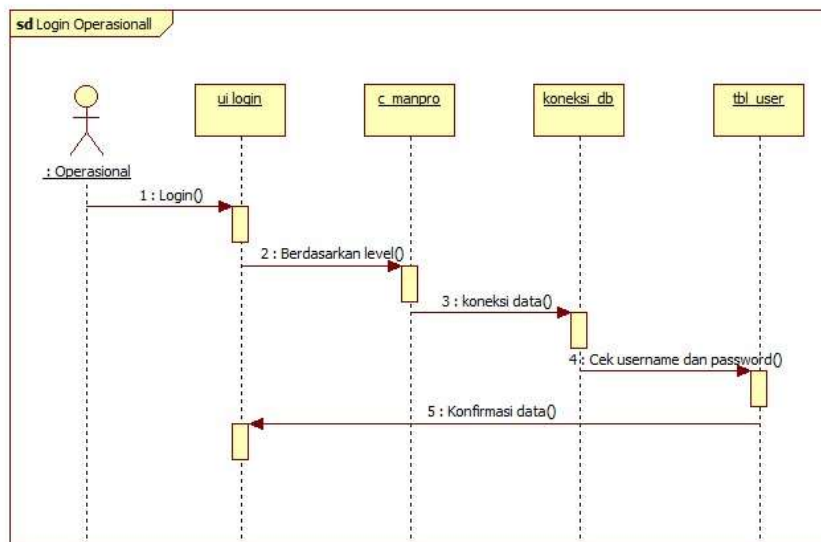 sd Login Operasionall
ui login
c_manpro
koneksi_db
tbl_user
: Operasional
1 : Login()
2 : Berdasarkan level()
3 : koneksi data()
4 : Cek username dan password()
5 : Konfirmasi data()